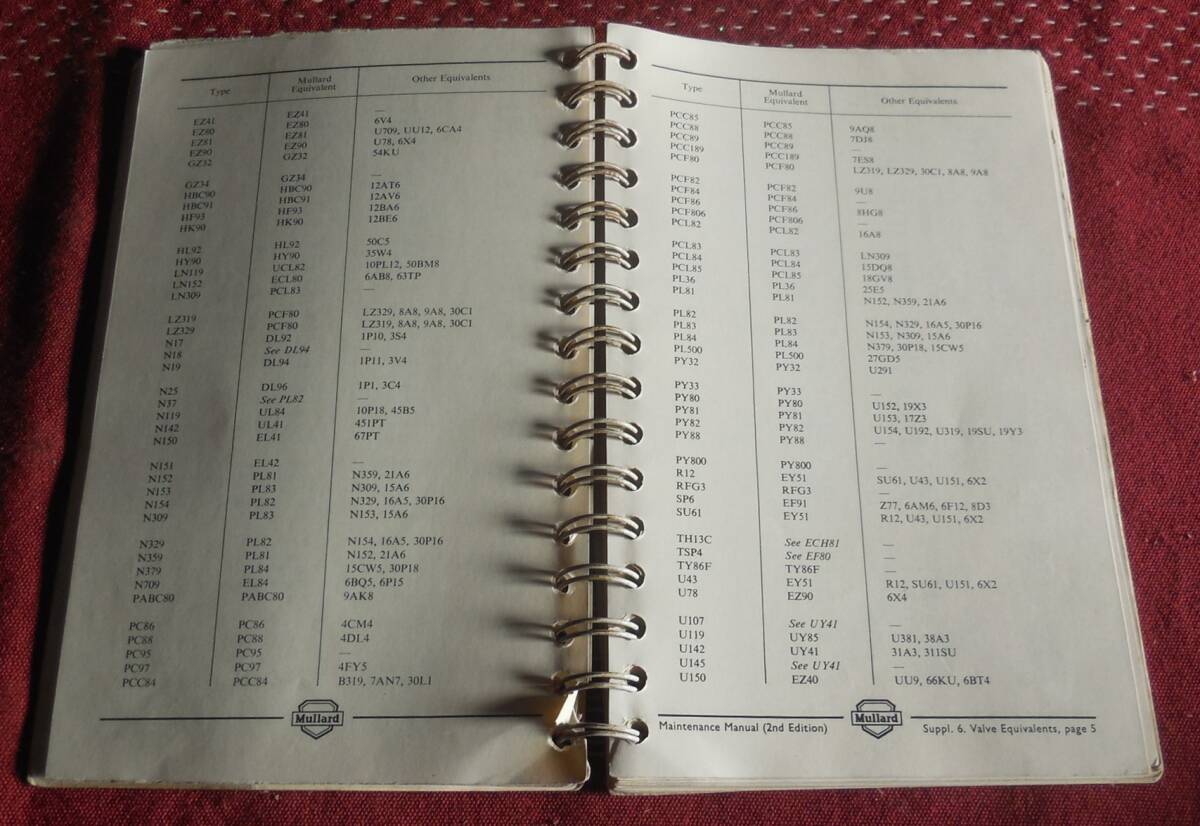 Type Mullard Equivalent Other Equivalents
EZ41 EZ41 —
EZ80 EZ80 6V4
EZ81 EZ81 U709, UU12, 6CA4
EZ90 EZ90 U78, 6X4
GZ32 GZ32 54KU
GZ34 GZ34 —
HBC90 HBC90 12AT6
HBC91 HBC91 12AV6
HF93 HF93 12BA6
HK90 HK90 12BE6
HL92 HL92 50C5
HY90 HY90 35W4
LN119 UCL82 10PL12, 50BM8
LN152 ECL80 6AB8, 63TP
LN309 PCL83 —
LZ319 PCF80 LZ329, 8A8, 9A8, 30C1
LZ329 PCF80 LZ319, 8A8, 9A8, 30C1
N17 DL92 1P10, 3S4
N18 See DL94 —
N19 DL94 1P11, 3V4
N25 DL96 1P1, 3C4
N37 See PL82 —
N119 UL84 10P18, 45B5
N142 UL41 451PT
N150 EL41 67PT
N151 EL42 —
N152 PL81 N359, 21A6
N153 PL83 N309, 15A6
N154 PL82 N329, 16A5, 30P16
N309 PL83 N153, 15A6
N329 PL82 N154, 16A5, 30P16
N359 PL81 N152, 21A6
N379 PL84 15CW5, 30P18
N709 EL84 6BQ5, 6P15
PABC80 PABC80 9AK8
PC86 PC86 4CM4
PC88 PC88 4DL4
PC95 PC95 —
PC97 PC97 4FY5
PCC84 PCC84 B319, 7AN7, 30L1
Mullard
Type Mullard Equivalent Other Equivalents
PCC85 PCC85 9AQ8
PCC88 PCC88 7DJ8
PCC89 PCC89 —
PCC189 PCC189 7ES8
PCF80 PCF80 LZ319, LZ329, 30C1, 8A8, 9A8
PCF82 PCF82 9U8
PCF84 PCF84 —
PCF86 PCF86 8HG8
PCF806 PCF806 —
PCL82 PCL82 16A8
PCL83 PCL83 LN309
PCL84 PCL84 15DQ8
PCL85 PCL85 18GV8
PL36 PL36 25E5
PL81 PL81 N152, N359, 21A6
PL82 PL82 N154, N329, 16A5, 30P16
PL83 PL83 N153, N309, 15A6
PL84 PL84 N379, 30P18, 15CW5
PL500 PL500 27GD5
PY32 PY32 U291
PY33 PY33
PY80 PY80 U152, 19X3
PY81 PY81 U153, 17Z3
PY82 PY82 U154, U192, U319, 19SU, 19Y3
PY88 PY88 —
PY800 PY800 —
R12 EY51 SU61, U43, U151, 6X2
RFG3 RFG3 —
SP6 EF91 Z77, 6AM6, 6F12, 8D3
SU61 EY51 R12, U43, U151, 6X2
TH13C See ECH81 —
TSP4 See EF80 —
TY86F TY86F —
U43 EY51 R12, SU61, U151, 6X2
U78 EZ90 6X4
U107 See UY41 —
U119 UY85 U381, 38A3
U142 UY41 31A3, 311SU
U145 See UY41 —
U150 EZ40 UU9, 66KU, 6BT4
Maintenance Manual (2nd Edition) Mullard Suppl. 6. Valve Equivalents, page 5